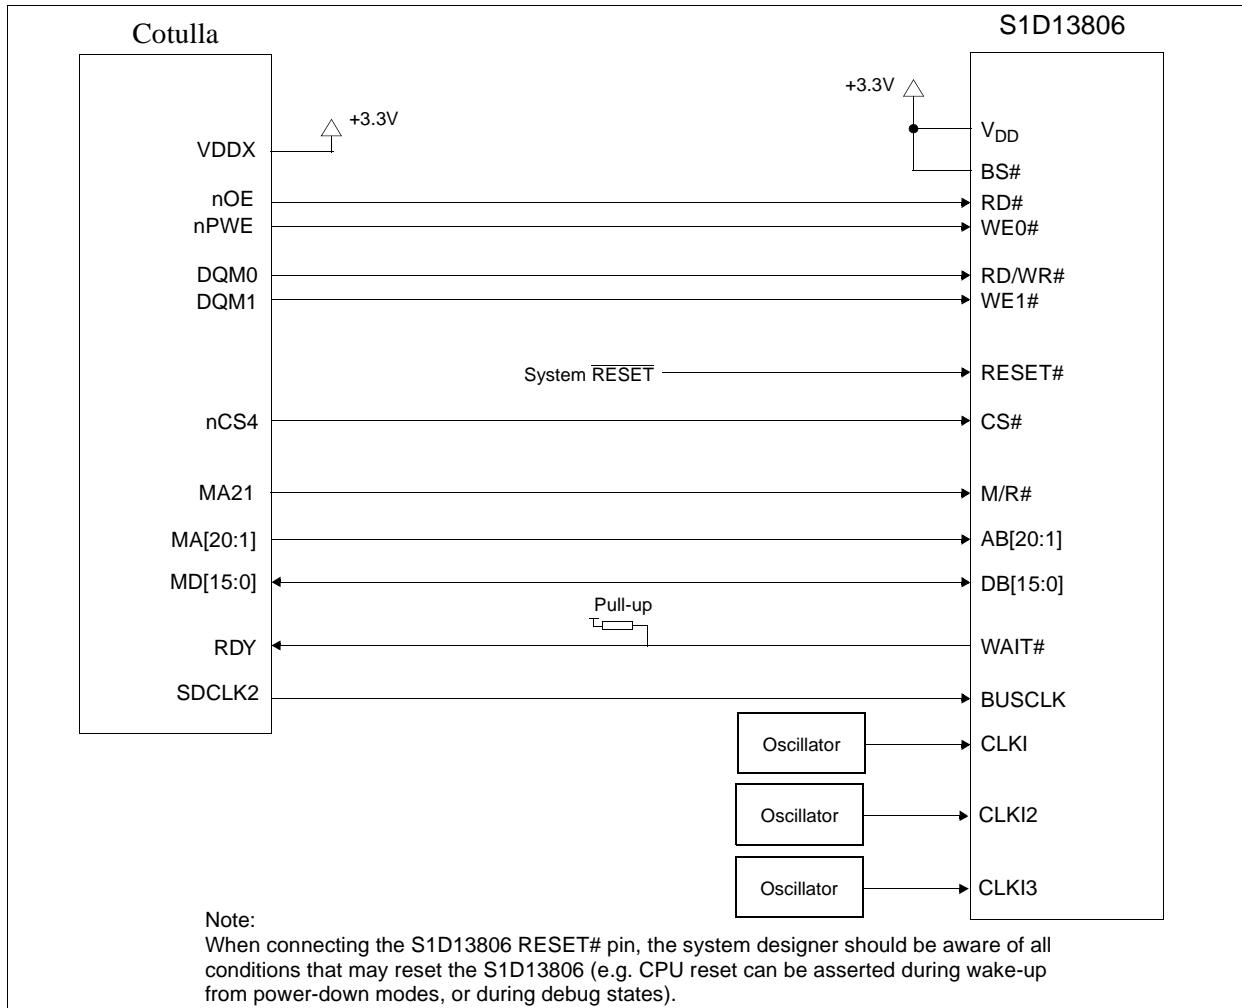 Cotulla
S1D13806
+3.3V
+3.3V
VDDX
VDD
BS#
nOE
RD#
nPWE
WE0#
DQM0
RD/WR#
DQM1
WE1#
System RESET
RESET#
nCS4
CS#
MA21
M/R#
MA[20:1]
AB[20:1]
MD[15:0]
DB[15:0]
Pull-up
RDY
WAIT#
SDCLK2
BUSCLK
Oscillator
CLKI
Oscillator
CLKI2
Oscillator
CLKI3
Note:
When connecting the S1D13806 RESET# pin, the system designer should be aware of all
conditions that may reset the S1D13806 (e.g. CPU reset can be asserted during wake-up
from power-down modes, or during debug states).